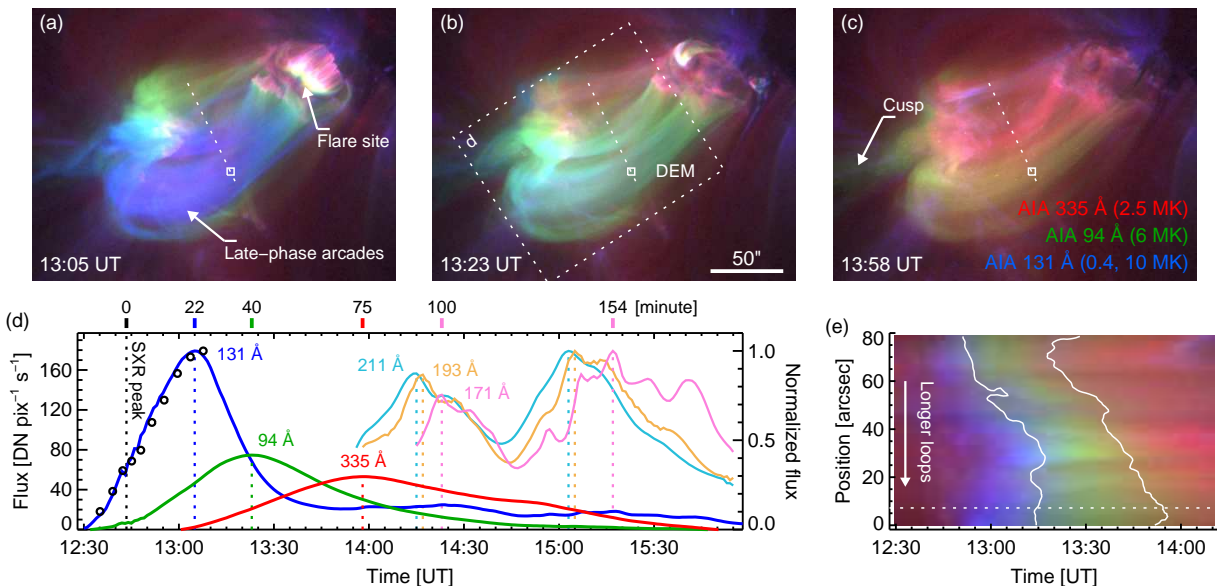 (a)
Flare site
Late−phase arcades
13:05 UT
(b)
d
DEM
13:23 UT
50"
(c)
Cusp
AIA 335 Å (2.5 MK)
AIA 94 Å (6 MK)
AIA 131 Å (0.4, 10 MK)
13:58 UT
(d)
0 22 40 75 100 154 [minute]
SXR peak
131 Å
94 Å
335 Å
211 Å
193 Å
171 Å
Flux [DN pix⁻¹ s⁻¹]
160
120
80
40
0
1.0
0.5
0.0
Normalized flux
12:30 13:00 13:30 14:00 14:30 15:00 15:30
Time [UT]
(e)
Position [arcsec]
80
60
40
20
0
Longer loops
12:30 13:00 13:30 14:00
Time [UT]